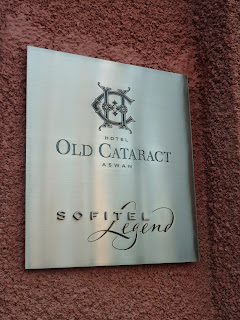 HOTEL
OLD CATARACT
ASWAN
SOFITEL
Legend